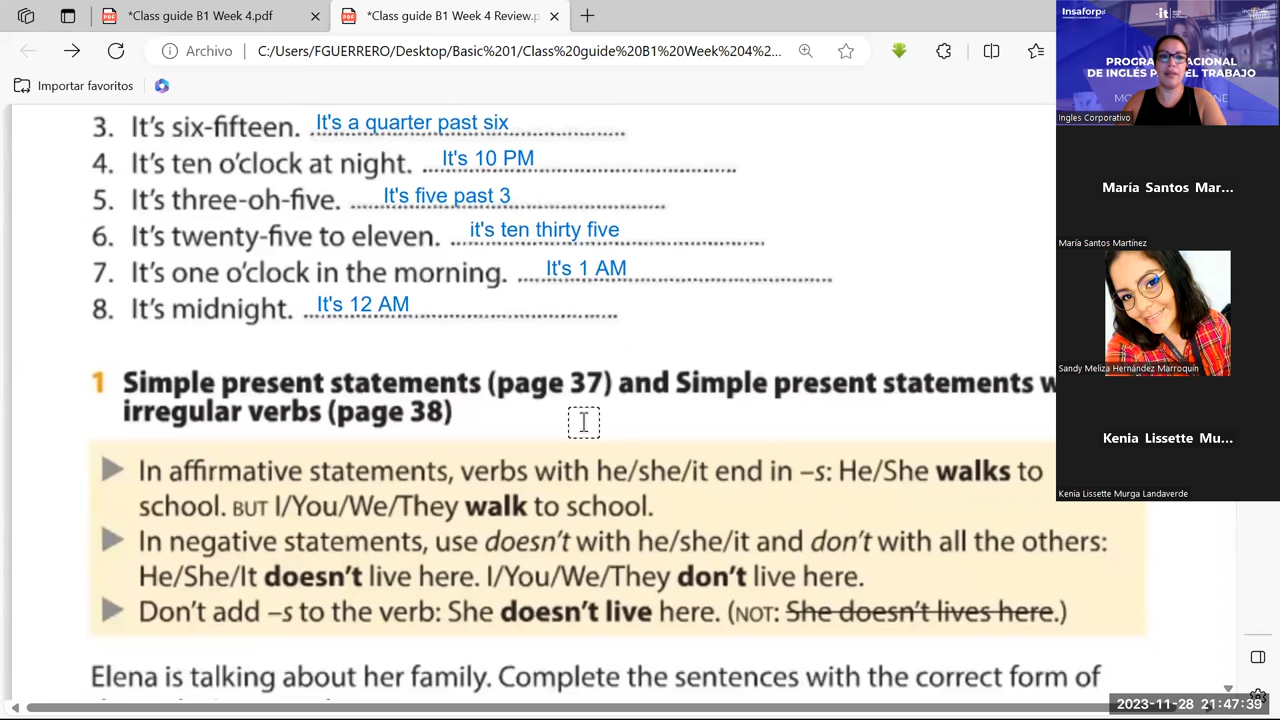 *Class guide B1 Week 4.pdf
*Class guide B1 Week 4 Review.p
Archivo
C:/Users/FGUERRERO/Desktop/Basic%201/Class%20guide%20B1%20Week%204%2...
Importar favoritos
3. It's six-fifteen. It's a quarter past six
4. It's ten o'clock at night. It's 10 PM
5. It's three-oh-five. It's five past 3
6. It's twenty-five to eleven. it's ten thirty five
7. It's one o'clock in the morning. It's 1 AM
8. It's midnight. It's 12 AM
1 Simple present statements (page 37) and Simple present statements w
irregular verbs (page 38)
In affirmative statements, verbs with he/she/it end in –s: He/She walks to
school. BUT I/You/We/They walk to school.
In negative statements, use doesn't with he/she/it and don't with all the others:
He/She/It doesn't live here. I/You/We/They don't live here.
Don't add –s to the verb: She doesn't live here. (NOT: She doesn't lives here.)
Elena is talking about her family. Complete the sentences with the correct form of
Insaforp
Ingles Corporativo
María Santos Mar...
María Santos Martínez
Sandy Meliza Hernández Marroquín
Kenia Lissette Mu...
Kenia Lissette Murga Landaverde
2023-11-28 21:47:39